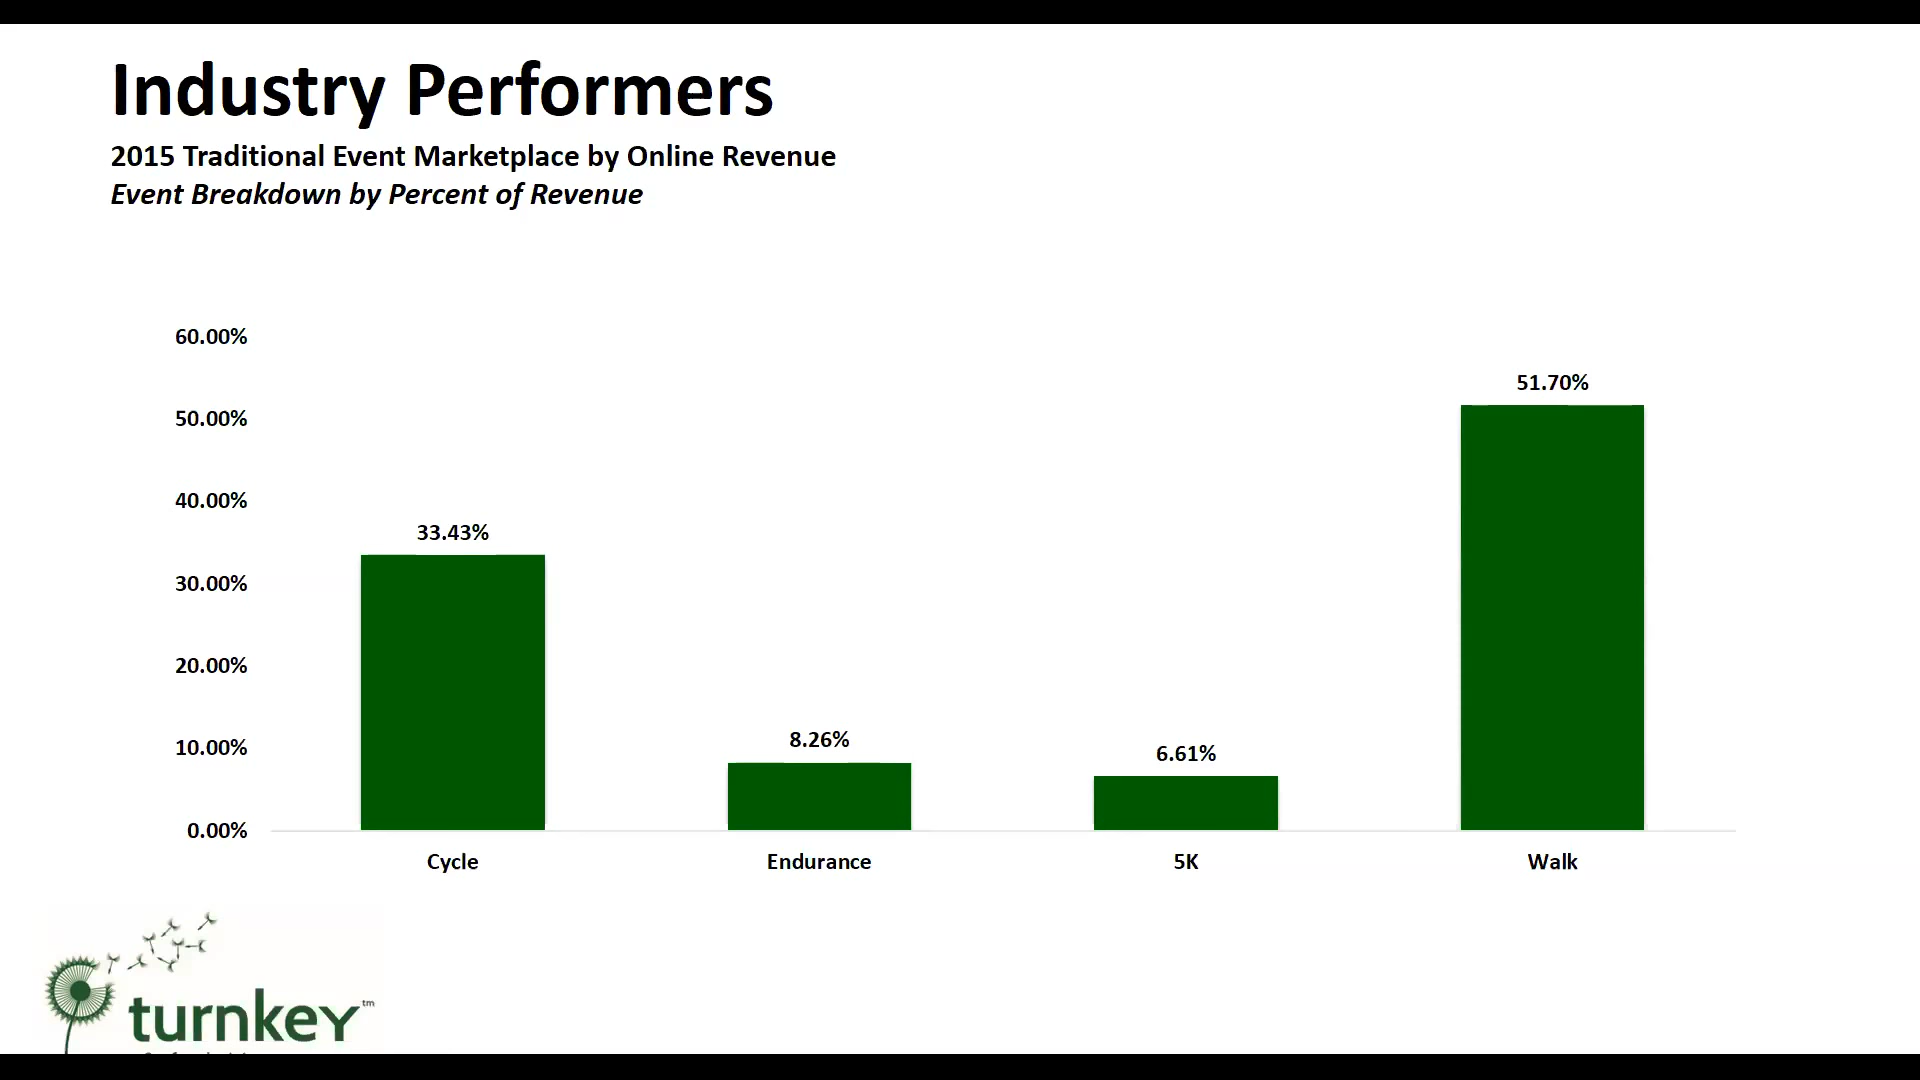 Industry Performers
2015 Traditional Event Marketplace by Online Revenue
Event Breakdown by Percent of Revenue
60.00%
50.00%
40.00%
30.00%
20.00%
10.00%
0.00%
33.43%
8.26%
6.61%
51.70%
Cycle
Endurance
5K
Walk
turnkey™